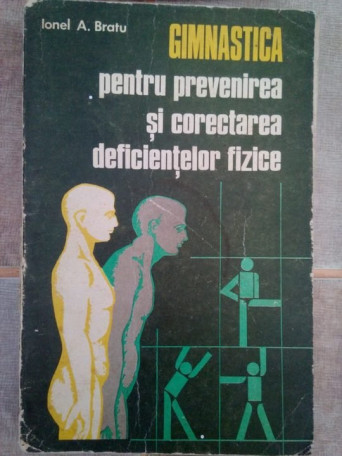 Ionel A. Bratu
GIMNASTICA
pentru prevenirea
și corectarea
deficiențelor fizice